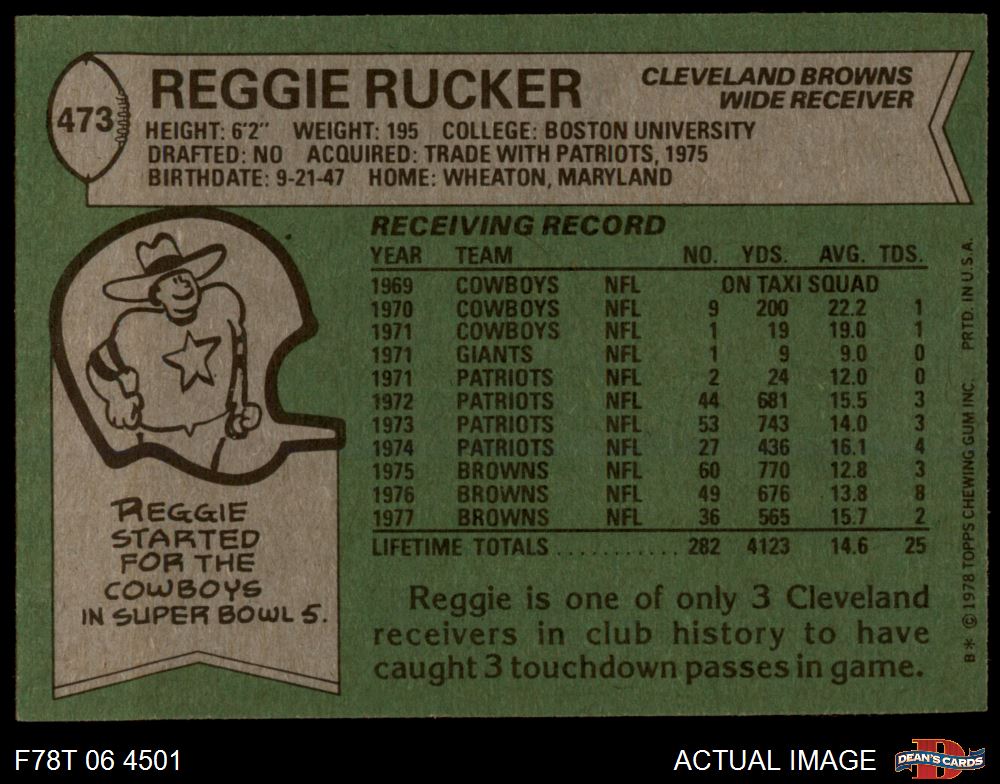 473
REGGIE RUCKER
CLEVELAND BROWNS
WIDE RECEIVER
HEIGHT: 6'2" WEIGHT: 195 COLLEGE: BOSTON UNIVERSITY
DRAFTED: NO ACQUIRED: TRADE WITH PATRIOTS, 1975
BIRTHDATE: 9-21-47 HOME: WHEATON, MARYLAND
RECEIVING RECORD
YEAR TEAM NO. YDS. AVG. TDS.
1969 COWBOYS NFL ON TAXI SQUAD
1970 COWBOYS NFL 9 200 22.2 1
1971 COWBOYS NFL 1 19 19.0 1
1971 GIANTS NFL 1 9 9.0 0
1971 PATRIOTS NFL 2 24 12.0 0
1972 PATRIOTS NFL 44 681 15.5 3
1973 PATRIOTS NFL 53 743 14.0 3
1974 PATRIOTS NFL 27 436 16.1 4
1975 BROWNS NFL 60 770 12.8 3
1976 BROWNS NFL 49 676 13.8 8
1977 BROWNS NFL 36 565 15.7 2
LIFETIME TOTALS........... 282 4123 14.6 25
REGGIE
STARTED
FOR THE
COWBOYS
IN SUPER BOWL 5.
Reggie is one of only 3 Cleveland
receivers in club history to have
caught 3 touchdown passes in game.
B* © 1978 TOPPS CHEWING GUM INC. PRTD. IN U.S.A.
F78T 06 4501
ACTUAL IMAGE
DEAN'S CARDS